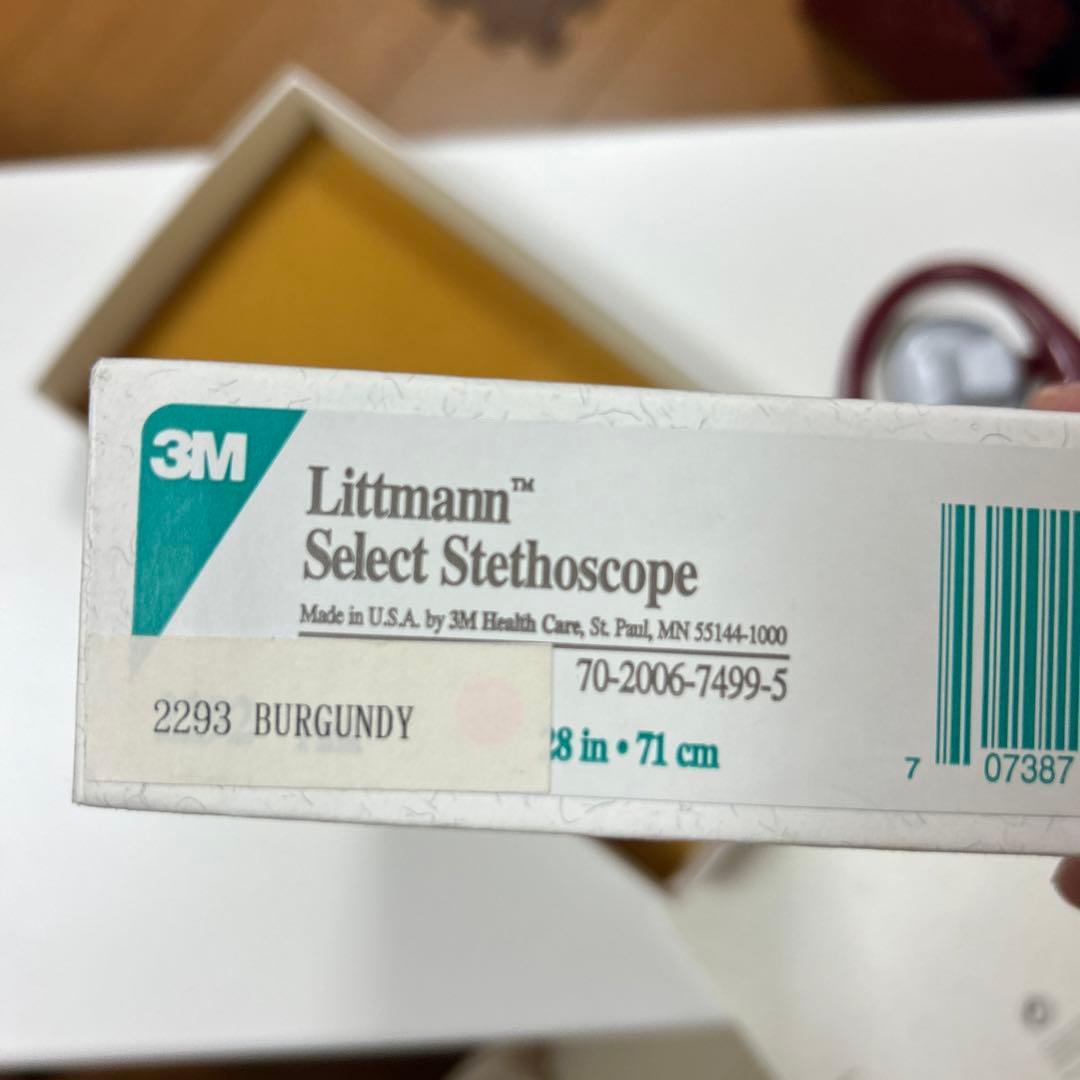 3M
Littmann™
Select Stethoscope
Made in U.S.A. by 3M Health Care, St. Paul, MN 55144-1000
70-2006-7499-5
2293 BURGUNDY
28 in • 71 cm
7 07387